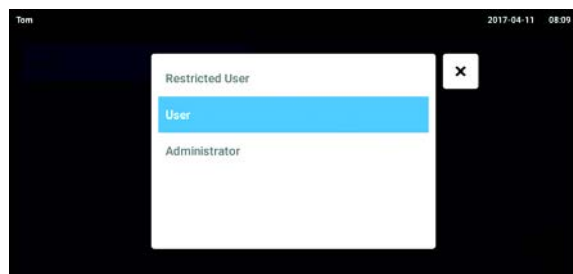 Tom 2017-04-11 08:09
Restricted User
User
Administrator